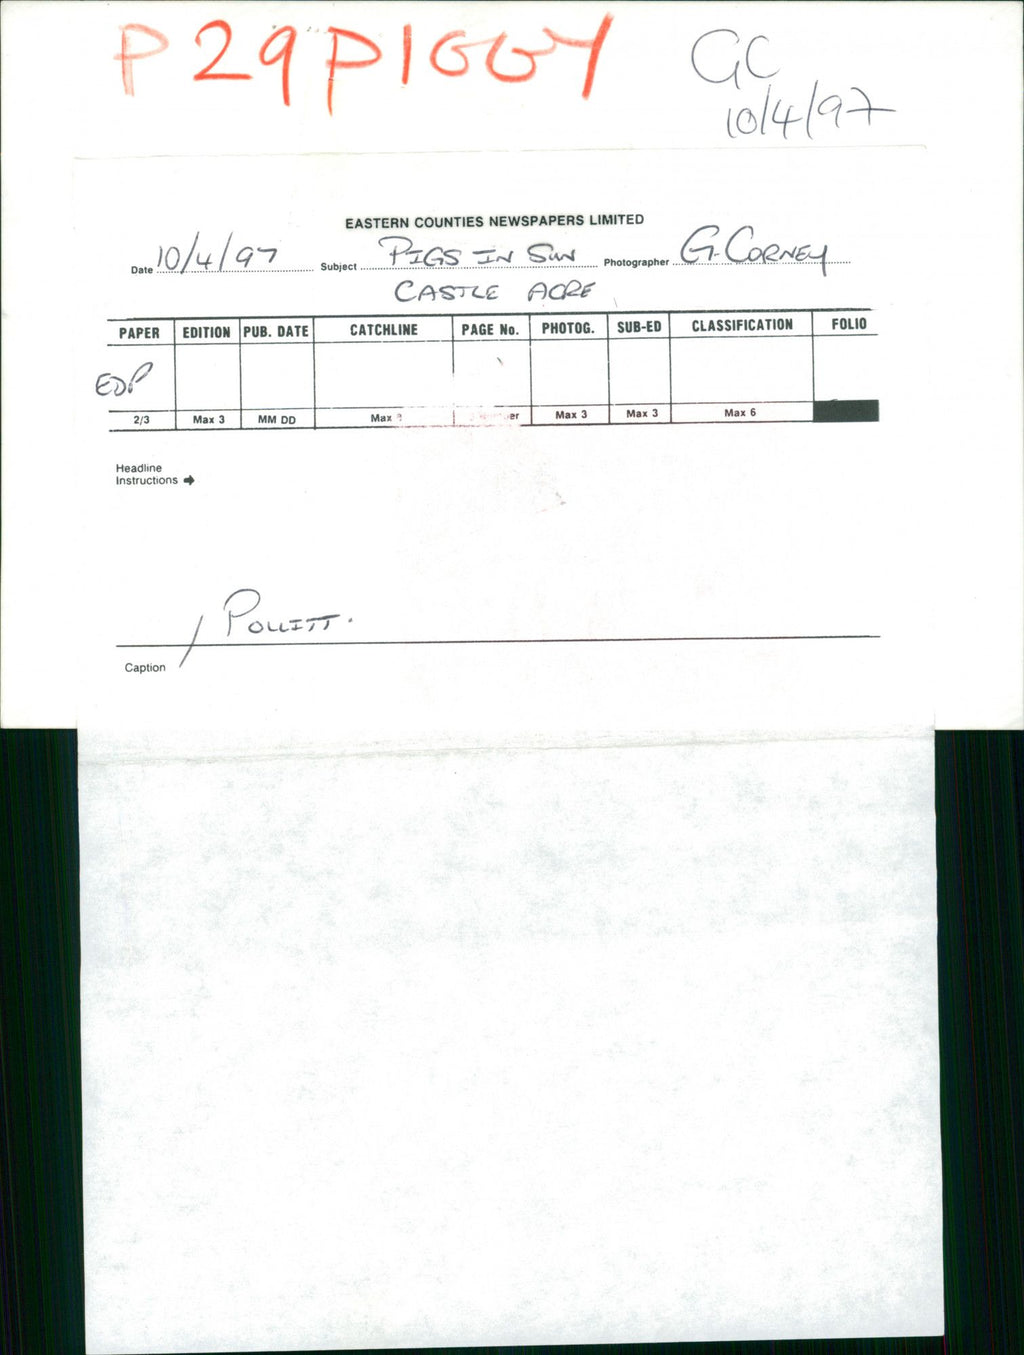 P29PIGGY
GC
10/4/97
EASTERN COUNTIES NEWSPAPERS LIMITED
Date 10/4/97 Subject PIGS IN SUN Photographer G. CORNEY
CASTLE ACRE
PAPER EDITION PUB. DATE CATCHLINE PAGE No. PHOTOG. SUB-ED CLASSIFICATION FOLIO
EDP
2/3 Max 3 MM DD Max Max 3 Max 3 Max 6
Headline
Instructions
/ POLLITT.
Caption